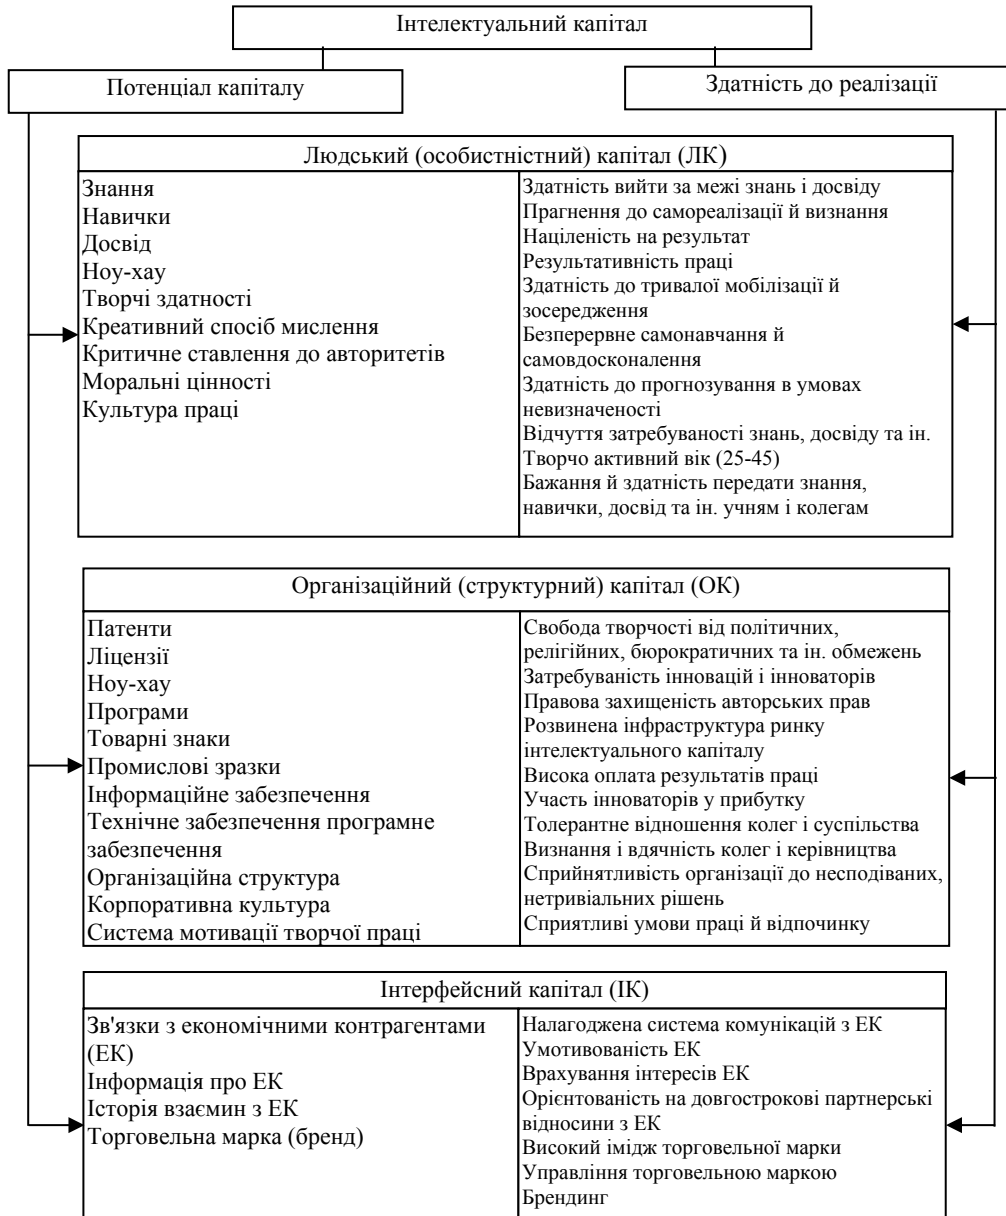 Інтелектуальний капітал
Потенціал капіталу
Здатність до реалізації
Людський (особистністний) капітал (ЛК)
Знання
Навички
Досвід
Ноу-хау
Творчі здатності
Креативний спосіб мислення
Критичне ставлення до авторитетів
Моральні цінності
Культура праці
Здатність вийти за межі знань і досвіду
Прагнення до самореалізації й визнання
Націленість на результат
Результативність праці
Здатність до тривалої мобілізації й
зосередження
Безперервне самонавчання й
самовдосконалення
Здатність до прогнозування в умовах
невизначеності
Відчуття затребуваності знань, досвіду та ін.
Творчо активний вік (25-45)
Бажання й здатність передати знання,
навички, досвід та ін. учням і колегам
Організаційний (структурний) капітал (ОК)
Патенти
Ліцензії
Ноу-хау
Програми
Товарні знаки
Промислові зразки
Інформаційне забезпечення
Технічне забезпечення програмне
забезпечення
Організаційна структура
Корпоративна культура
Система мотивації творчої праці
Свобода творчості від політичних,
релігійних, бюрократичних та ін. обмежень
Затребуваність інновацій і інноваторів
Правова захищеність авторських прав
Розвинена інфраструктура ринку
інтелектуального капіталу
Висока оплата результатів праці
Участь інноваторів у прибутку
Толерантне відношення колег і суспільства
Визнання і вдячність колег і керівництва
Сприйнятливість організації до несподіваних,
нетривіальних рішень
Сприятливі умови праці й відпочинку
Інтерфейсний капітал (ІК)
Зв'язки з економічними контрагентами
(ЕК)
Інформація про ЕК
Історія взаємин з ЕК
Торговельна марка (бренд)
Налагоджена система комунікацій з ЕК
Умотивованість ЕК
Врахування інтересів ЕК
Орієнтованість на довгострокові партнерські
відносини з ЕК
Високий імідж торговельної марки
Управління торговельною маркою
Брендинг